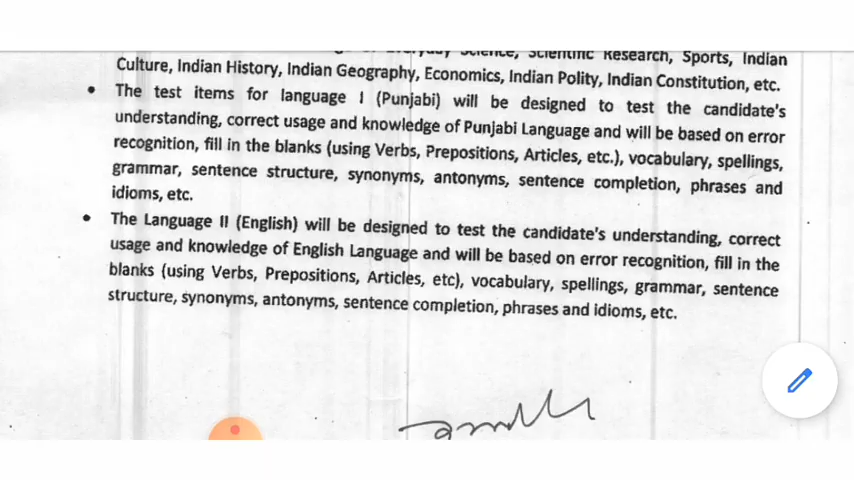 Science, Scientific Research, Sports, Indian
Culture, Indian History, Indian Geography, Economics, Indian Polity, Indian Constitution, etc.
• The test items for language I (Punjabi) will be designed to test the candidate's
understanding, correct usage and knowledge of Punjabi Language and will be based on error
recognition, fill in the blanks (using Verbs, Prepositions, Articles, etc.), vocabulary, spellings,
grammar, sentence structure, synonyms, antonyms, sentence completion, phrases and
idioms, etc.
• The Language II (English) will be designed to test the candidate's understanding, correct
usage and knowledge of English Language and will be based on error recognition, fill in the
blanks (using Verbs, Prepositions, Articles, etc), vocabulary, spellings, grammar, sentence
structure, synonyms, antonyms, sentence completion, phrases and idioms, etc.